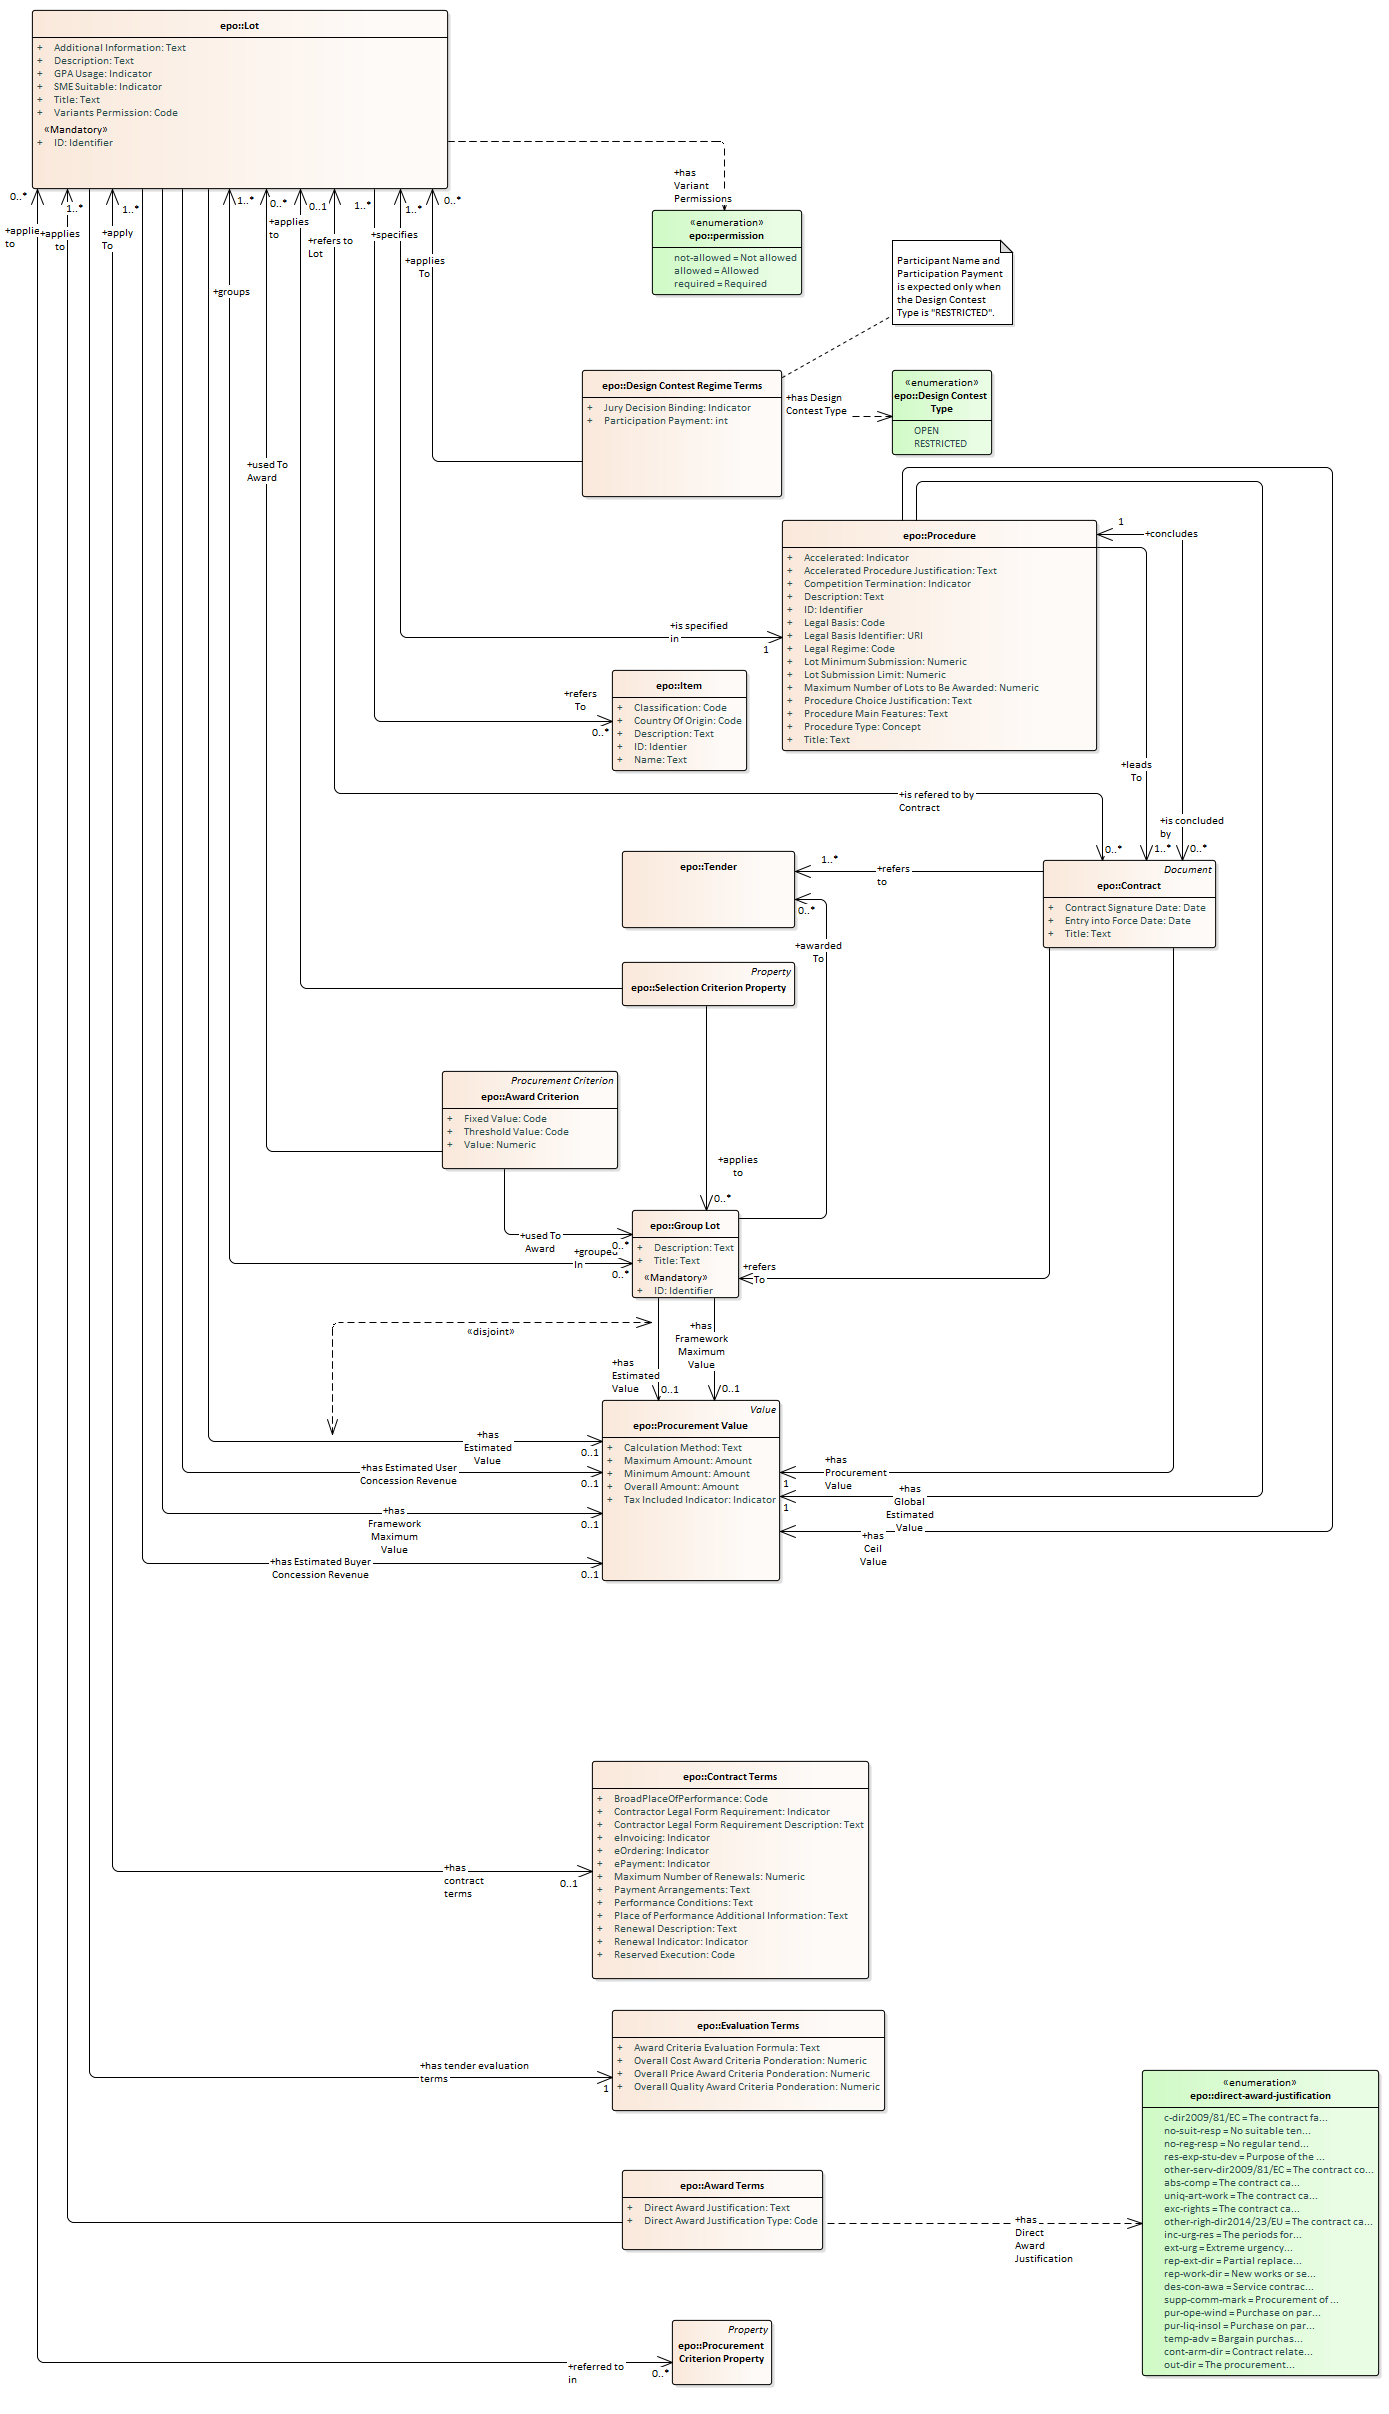 epo::Lot
+ Additional Information: Text
+ Description: Text
+ GPA Usage: Indicator
+ SME Suitable: Indicator
+ Title: Text
+ Variants Permission: Code
«Mandatory»
+ ID: Identifier
+has
Variant
Permissions
0..*
1..*
1..*
1..*
0..*
0..1
1..*
1..*
0..*
+applie
to
+applies
to
+apply
To
+groups
+applies
to
+refers to
Lot
+specifies
+applies
To
+used To
Award
«enumeration»
epo::permission
not-allowed = Not allowed
allowed = Allowed
required = Required
Participant Name and
Participation Payment
is expected only when
the Design Contest
Type is "RESTRICTED".
epo::Design Contest Regime Terms
+ Jury Decision Binding: Indicator
+ Participation Payment: int
+has Design
Contest Type
«enumeration»
epo::Design Contest
Type
OPEN
RESTRICTED
epo::Procedure
+ Accelerated: Indicator
+ Accelerated Procedure Justification: Text
+ Competition Termination: Indicator
+ Description: Text
+ ID: Identifier
+ Legal Basis: Code
+ Legal Basis Identifier: URI
+ Legal Regime: Code
+ Lot Minimum Submission: Numeric
+ Lot Submission Limit: Numeric
+ Maximum Number of Lots to Be Awarded: Numeric
+ Procedure Choice Justification: Text
+ Procedure Main Features: Text
+ Procedure Type: Concept
+ Title: Text
1
+concludes
+is specified
in
1
epo::Item
+ Classification: Code
+ Country Of Origin: Code
+ Description: Text
+ ID: Identier
+ Name: Text
+refers
To
0..*
+leads
To
+is refered to by
Contract
+is concluded
by
0..*
1..*
0..*
Document
epo::Contract
+ Contract Signature Date: Date
+ Entry into Force Date: Date
+ Title: Text
epo::Tender
1..*
+refers
to
0..*
+awarded
To
Property
epo::Selection Criterion Property
Procurement Criterion
epo::Award Criterion
+ Fixed Value: Code
+ Threshold Value: Code
+ Value: Numeric
+applies
to
0..*
epo::Group Lot
+ Description: Text
+ Title: Text
«Mandatory»
+ ID: Identifier
+used To
Award
0..*
+grouped
In
0..*
+refers
To
«disjoint»
+has
Framework
Maximum
Value
+has
Estimated
Value
0..1
0..1
Value
epo::Procurement Value
+ Calculation Method: Text
+ Maximum Amount: Amount
+ Minimum Amount: Amount
+ Overall Amount: Amount
+ Tax Included Indicator: Indicator
+has
Estimated
Value
0..1
+has Estimated User
Concession Revenue
0..1
+has
Framework
Maximum
Value
0..1
+has Estimated Buyer
Concession Revenue
0..1
+has
Procurement
Value
1
+has
Global
Estimated
Value
1
+has
Ceil
Value
epo::Contract Terms
+ BroadPlaceOfPerformance: Code
+ Contractor Legal Form Requirement: Indicator
+ Contractor Legal Form Requirement Description: Text
+ eInvoicing: Indicator
+ eOrdering: Indicator
+ ePayment: Indicator
+ Maximum Number of Renewals: Numeric
+ Payment Arrangements: Text
+ Performance Conditions: Text
+ Place of Performance Additional Information: Text
+ Renewal Description: Text
+ Renewal Indicator: Indicator
+ Reserved Execution: Code
+has
contract
terms
0..1
epo::Evaluation Terms
+ Award Criteria Evaluation Formula: Text
+ Overall Cost Award Criteria Ponderation: Numeric
+ Overall Price Award Criteria Ponderation: Numeric
+ Overall Quality Award Criteria Ponderation: Numeric
+has tender evaluation
terms
1
epo::Award Terms
+ Direct Award Justification: Text
+ Direct Award Justification Type: Code
+has
Direct
Award
Justification
«enumeration»
epo::direct-award-justification
c-dir2009/81/EC = The contract fa...
no-suit-resp = No suitable ten...
no-reg-resp = No regular tend...
res-exp-stu-dev = Purpose of the ...
other-serv-dir2009/81/EC = The contract co...
abs-comp = The contract ca...
uniq-art-work = The contract ca...
exc-rights = The contract ca...
other-righ-dir2014/23/EU = The contract ca...
inc-urg-res = The periods for...
ext-urg = Extreme urgency...
rep-ext-dir = Partial replace...
rep-work-dir = New works or se...
des-con-awa = Service contrac...
supp-comm-mark = Procurement of ...
pur-ope-wind = Purchase on par...
pur-liq-insol = Purchase on par...
temp-adv = Bargain purchas...
cont-arm-dir = Contract relate...
out-dir = The procurement...
Property
epo::Procurement
Criterion Property
+referred to
in
0..*